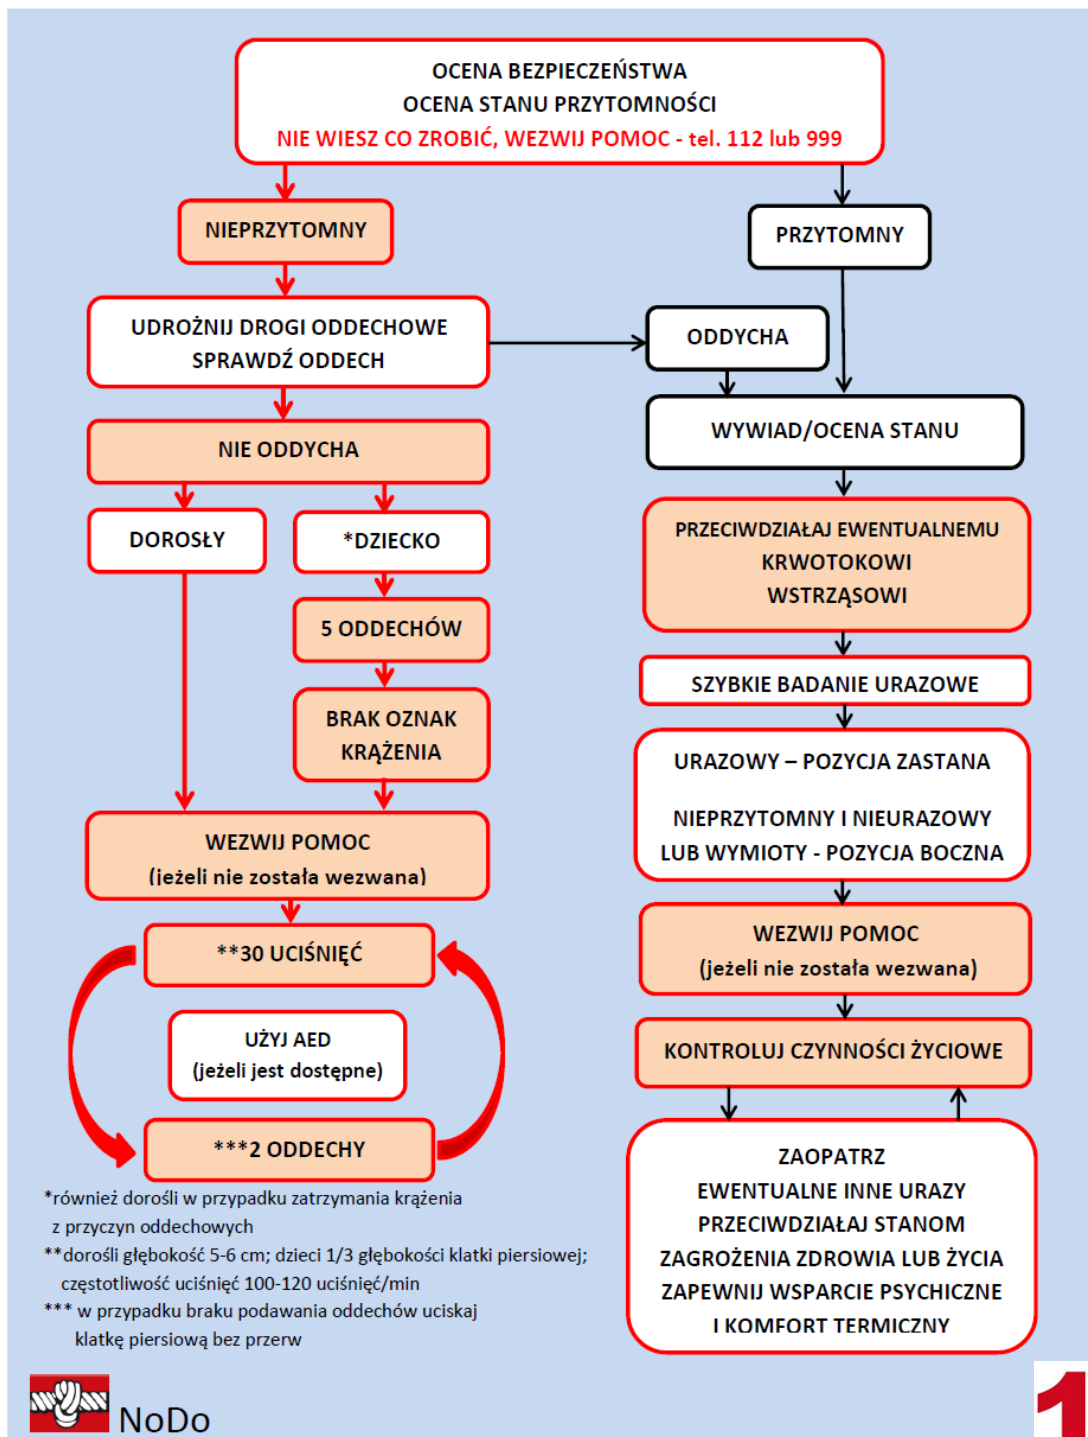 OCENA BEZPIECZEŃSTWA
OCENA STANU PRZYTOMNOŚCI
NIE WIESZ CO ZROBIĆ, WEZWIJ POMOC - tel. 112 lub 999
NIEPRZYTOMNY
PRZYTOMNY
UDROŻNIJ DROGI ODDECHOWE
SPRAWDŹ ODDECH
ODDYCHA
NIE ODDYCHA
WYWIAD/OCENA STANU
DOROSŁY
*DZIECKO
5 ODDECHÓW
BRAK OZNAK
KRĄŻENIA
WEZWIJ POMOC
(jeżeli nie została wezwana)
**30 UCIŚNIĘĆ
UŻYJ AED
(jeżeli jest dostępne)
***2 ODDECHY
PRZECIWDZIAŁAJ EWENTUALNEMU
KRWOTOKOWI
WSTRZĄSOWI
SZYBKIE BADANIE URAZOWE
URAZOWY – POZYCJA ZASTANA
NIEPRZYTOMNY I NIEURAZOWY
LUB WYMIOTY - POZYCJA BOCZNA
WEZWIJ POMOC
(jeżeli nie została wezwana)
KONTROLUJ CZYNNOŚCI ŻYCIOWE
ZAOPATRZ
EWENTUALNE INNE URAZY
PRZECIWDZIAŁAJ STANOM
ZAGROŻENIA ZDROWIA LUB ŻYCIA
ZAPEWNIJ WSPARCIE PSYCHICZNE
I KOMFORT TERMICZNY
*również dorośli w przypadku zatrzymania krążenia
z przyczyn oddechowych
**dorośli głębokość 5-6 cm; dzieci 1/3 głębokości klatki piersiowej;
częstotliwość uciśnięć 100-120 uciśnięć/min
*** w przypadku braku podawania oddechów uciskaj
klatkę piersiową bez przerw
NoDo
1